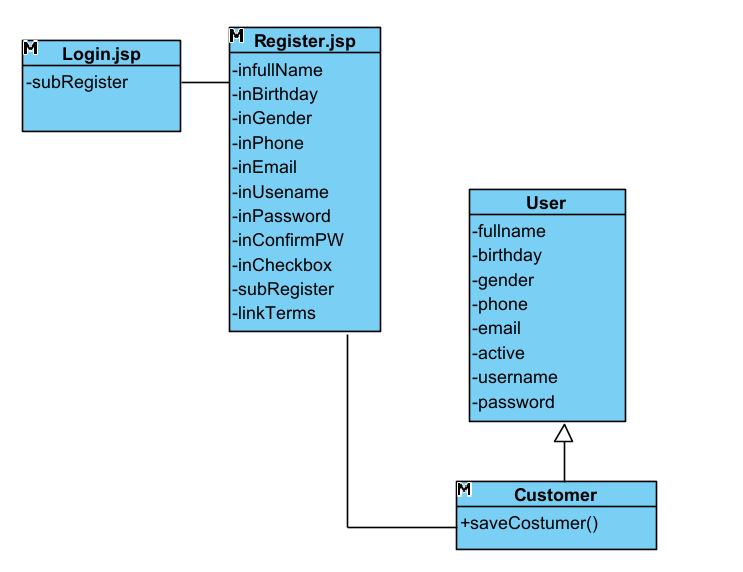 Login.jsp
-subRegister
Register.jsp
-infullName
-inBirthday
-inGender
-inPhone
-inEmail
-inUsename
-inPassword
-inConfirmPW
-inCheckbox
-subRegister
-linkTerms
User
-fullname
-birthday
-gender
-phone
-email
-active
-username
-password
Customer
+saveCostumer()